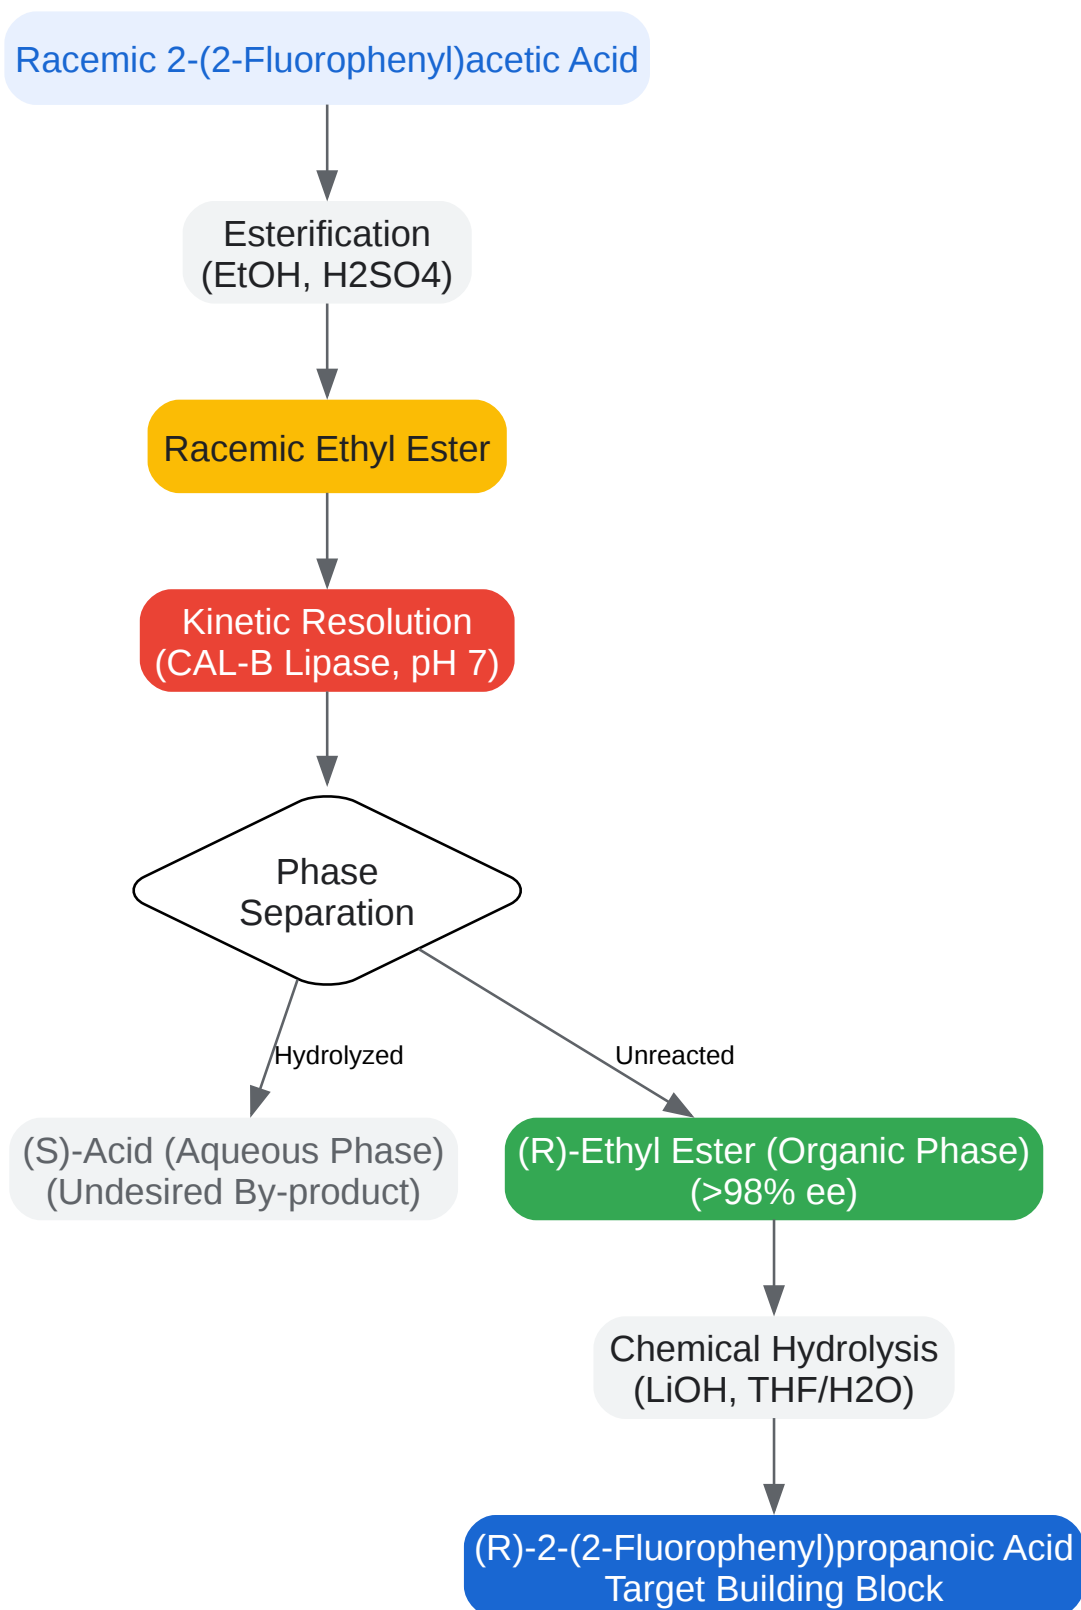 Racemic 2-(2-Fluorophenyl)acetic Acid
Esterification
(EtOH, H2SO4)
Racemic Ethyl Ester
Kinetic Resolution
(CAL-B Lipase, pH 7)
Phase
Separation
Hydrolyzed
Unreacted
(S)-Acid (Aqueous Phase)
(Undesired By-product)
(R)-Ethyl Ester (Organic Phase)
(>98% ee)
Chemical Hydrolysis
(LiOH, THF/H2O)
(R)-2-(2-Fluorophenyl)propanoic Acid
Target Building Block